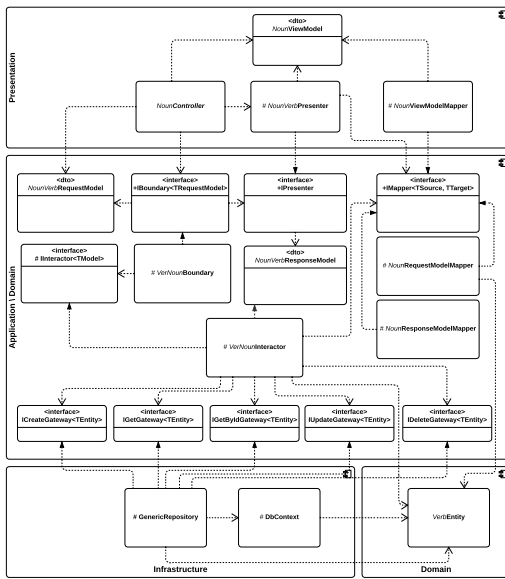 Presentation
<dto>
NounViewModel
NounController
# NounVerbPresenter
# NounViewModelMapper
Application \ Domain
<dto>
NounVerbRequestModel
<interface>
+IBoundary<TRequestModel>
<interface>
+IPresenter
<interface>
IMapper<TSource, TTarget>
<interface>
# IInteractor<TModel>
# VerNounBoundary
<dto>
NounVerbResponseModel
# NounRequestModelMapper
# NounResponseModelMapper
# VerNounInteractor
<interface>
ICreateGateway<TEntity>
<interface>
IGetGateway<TEntity>
<interface>
IGetByIdGateway<TEntity>
<interface>
IUpdateGateway<TEntity>
<interface>
IDeleteGateway<TEntity>
# GenericRepository
# DbContext
VerbEntity
Infrastructure
Domain